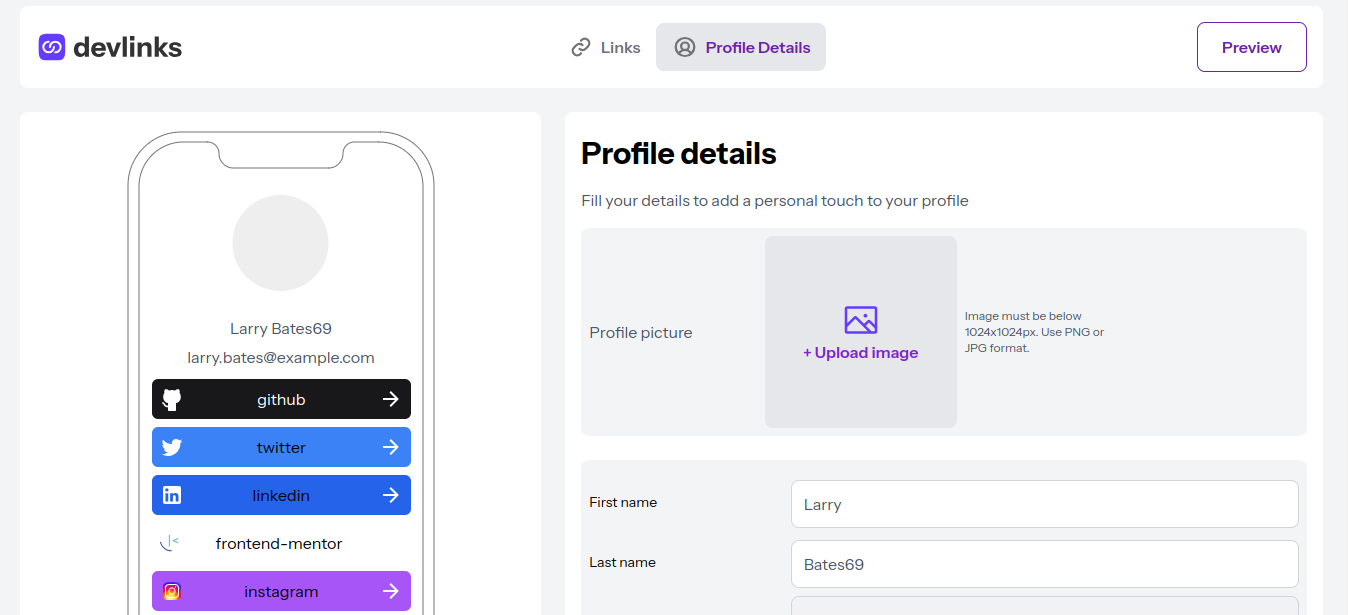 devlinks
Links
Profile Details
Preview
Larry Bates69
larry.bates@example.com
github
twitter
linkedin
frontend-mentor
instagram
Profile details
Fill your details to add a personal touch to your profile
Profile picture
+ Upload image
Image must be below
1024x1024px. Use PNG or
JPG format.
First name
Larry
Last name
Bates69